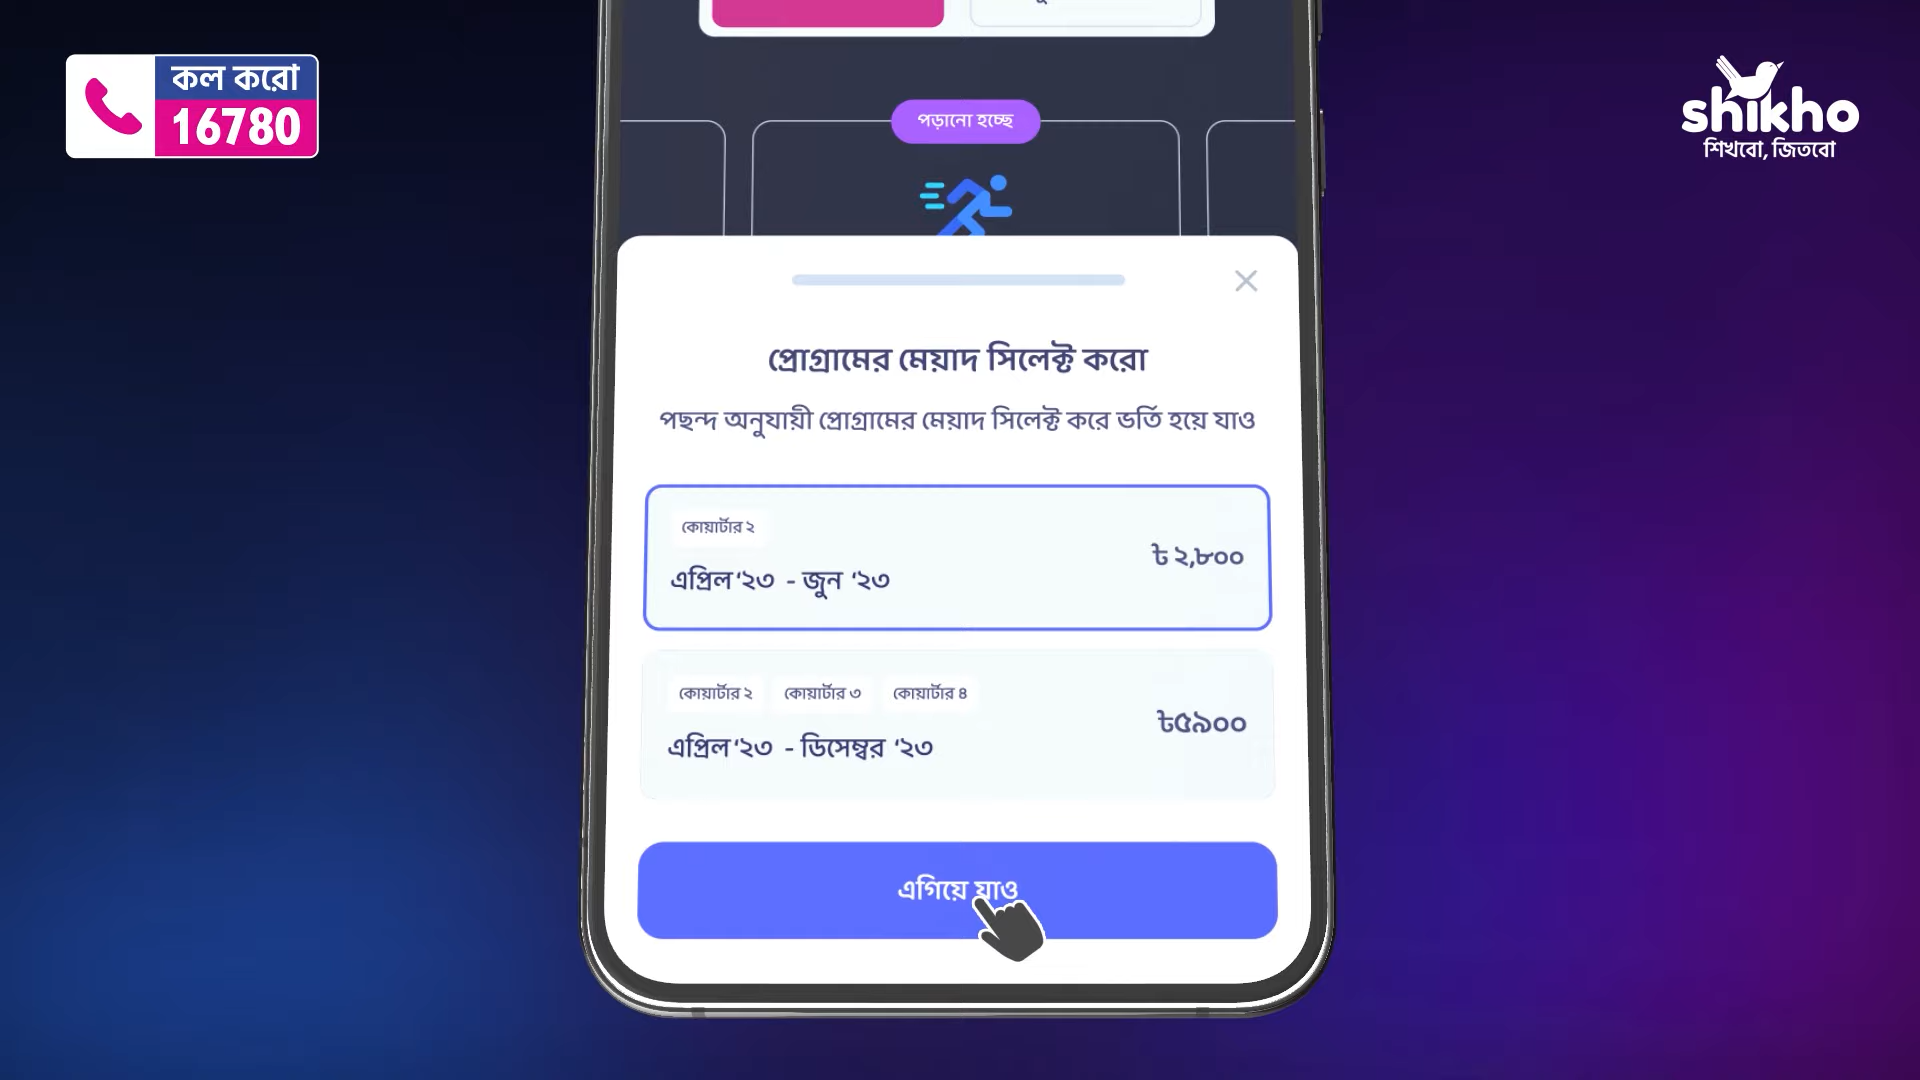 কল করো
16780
shikho
শিখবো, জিতবো
পড়ানো হচ্ছে
প্রোগ্রামের মেয়াদ সিলেক্ট করো
পছন্দ অনুযায়ী প্রোগ্রামের মেয়াদ সিলেক্ট করে ভর্তি হয়ে যাও
কোয়ার্টার ২
৳ ২,৮০০
এপ্রিল ‘২৩ - জুন ‘২৩
কোয়ার্টার ২ কোয়ার্টার ৩ কোয়ার্টার ৪
৳৫৯০০
এপ্রিল ‘২৩ - ডিসেম্বর ‘২৩
এগিয়ে যাও